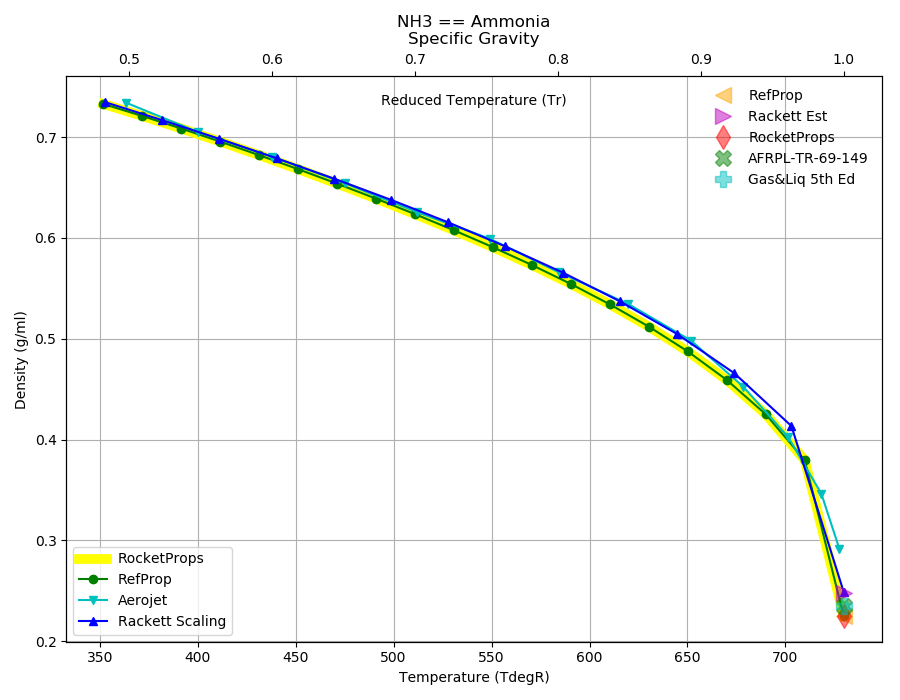 NH3 == Ammonia
Specific Gravity
0.5 0.6 0.7 0.8 0.9 1.0
Reduced Temperature (Tr)
RefProp
Rackett Est
RocketProps
AFRPL-TR-69-149
Gas&Liq 5th Ed
0.7
0.6
0.5
0.4
0.3
0.2
Density (g/ml)
RocketProps
RefProp
Aerojet
Rackett Scaling
350 400 450 500 550 600 650 700
Temperature (TdegR)